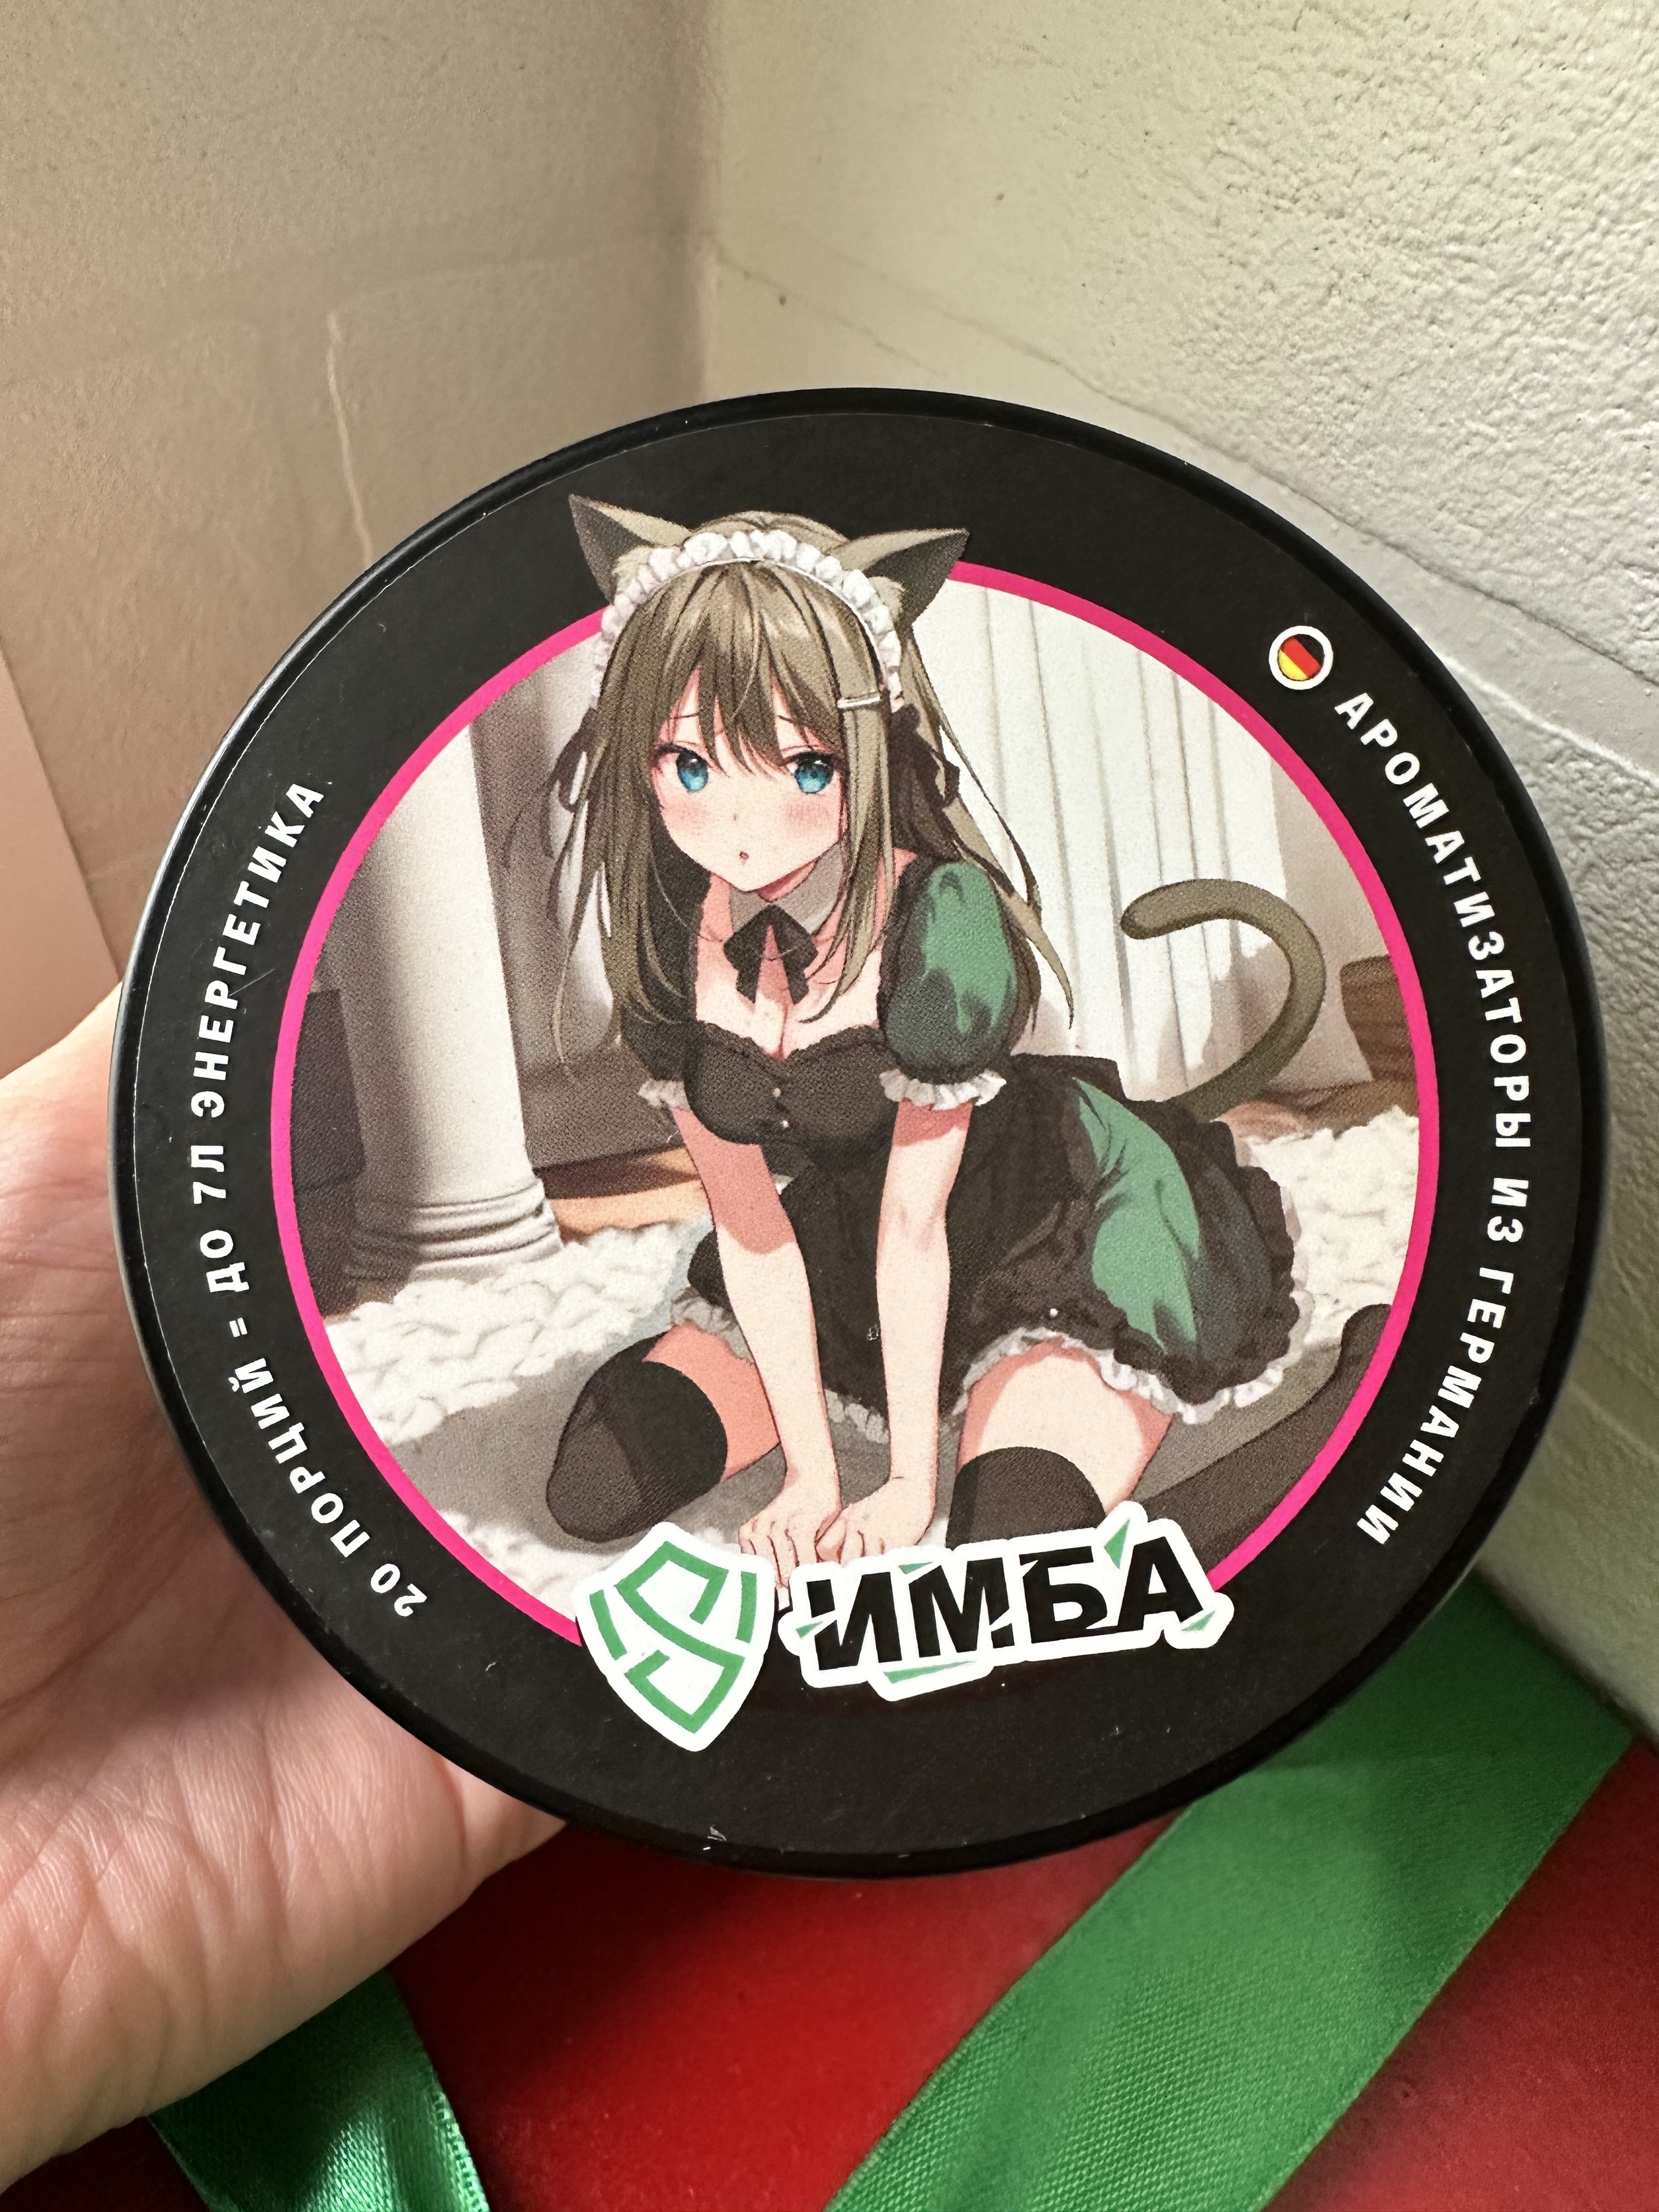 20 ПОРЦИЙ = ДО 7Л ЭНЕРГЕТИКА
АРОМАТИЗАТОРЫ ИЗ ГЕРМАНИИ
ИМБА